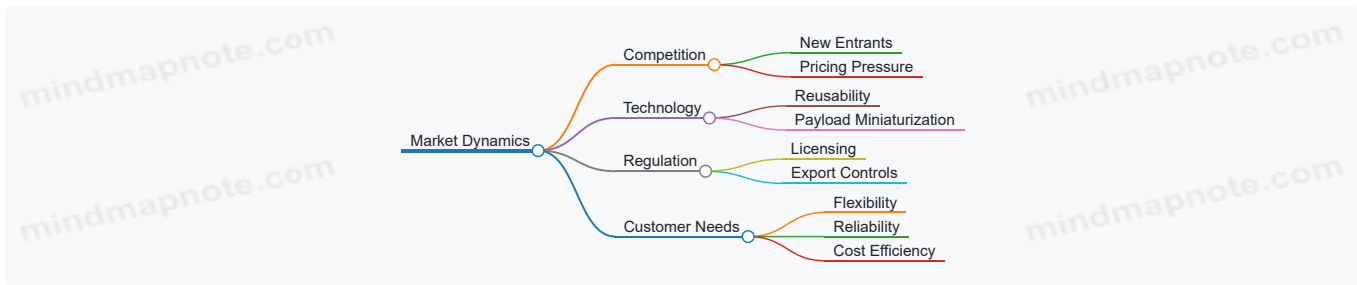 mindmapnote.com
mindmapnote.com
Market Dynamics
Competition
New Entrants
Pricing Pressure
Technology
Reusability
Payload Miniaturization
Regulation
Licensing
Export Controls
Customer Needs
Flexibility
Reliability
Cost Efficiency
mindmapnote.com
mindmapnote.com